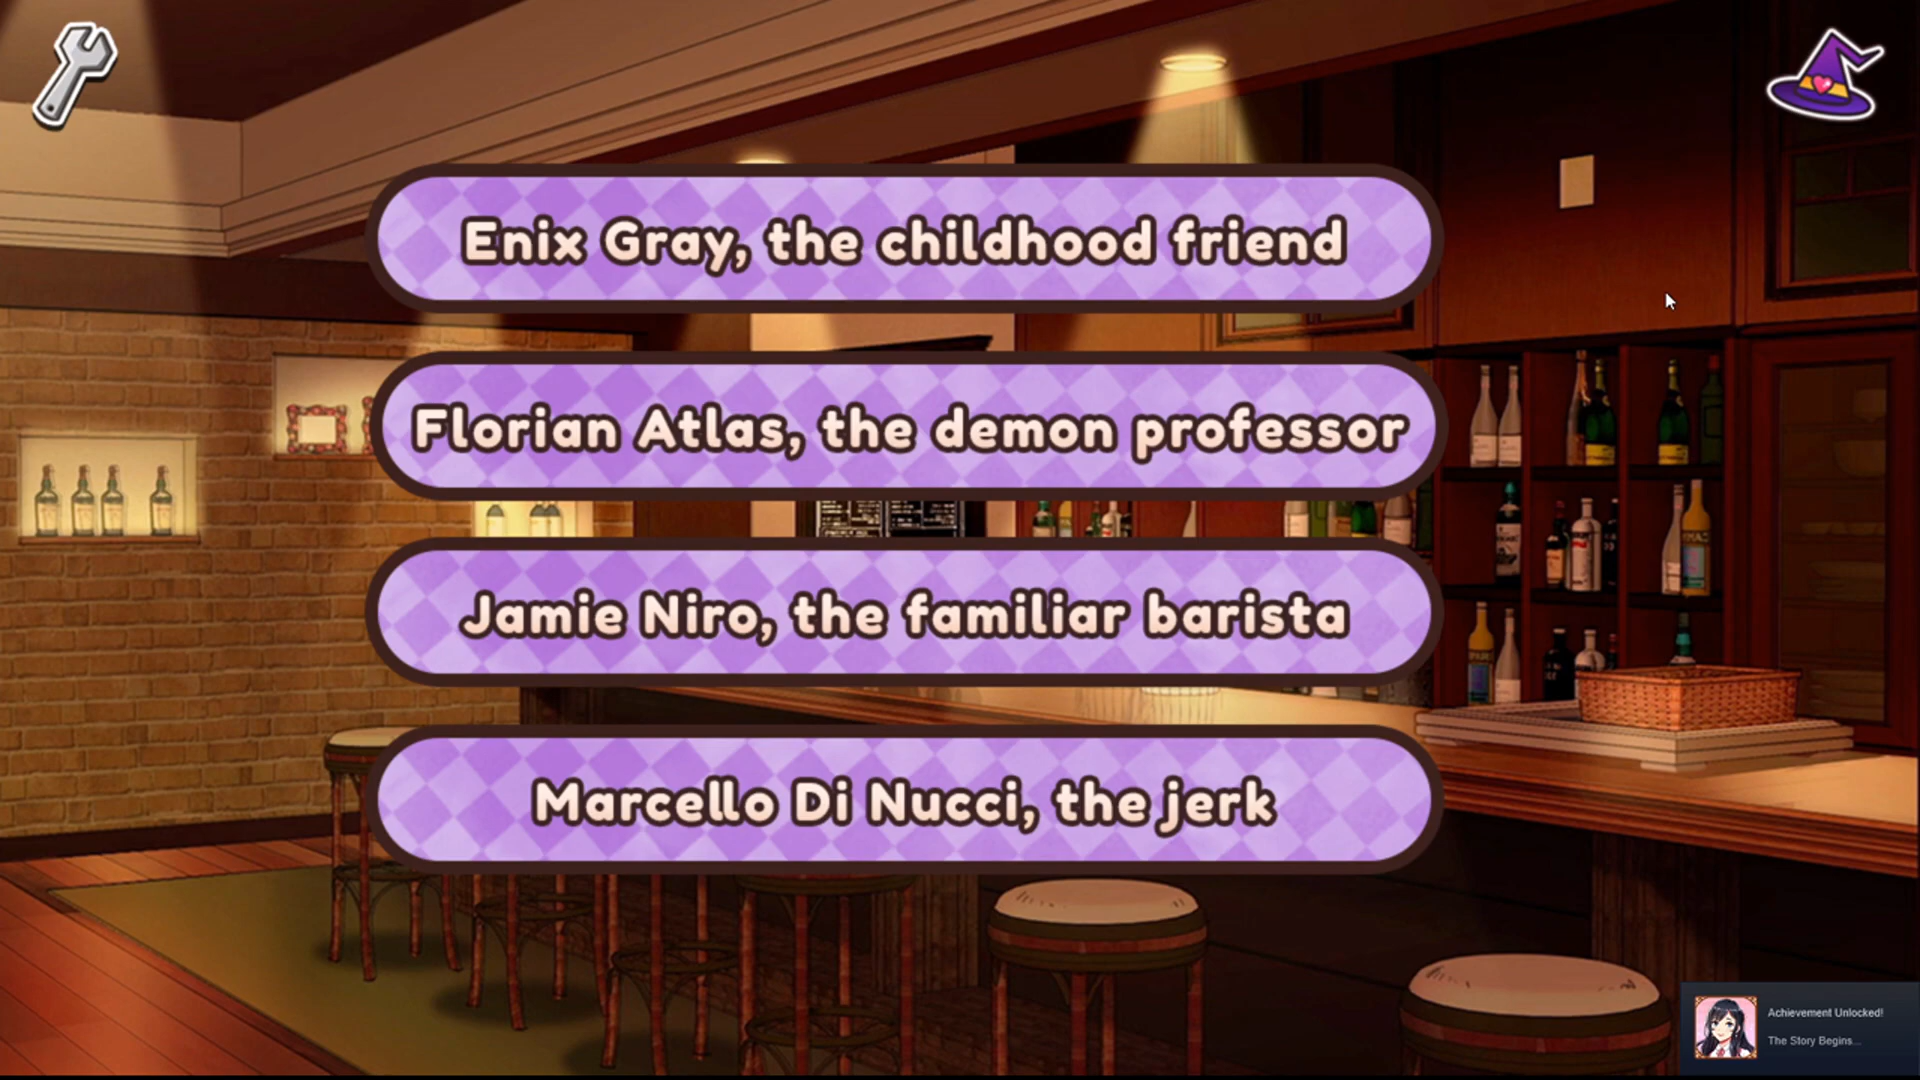 Enix Gray, the childhood friend
Florian Atlas, the demon professor
Jamie Niro, the familiar barista
Marcello Di Nucci, the jerk
Achievement Unlocked!
The Story Begins...